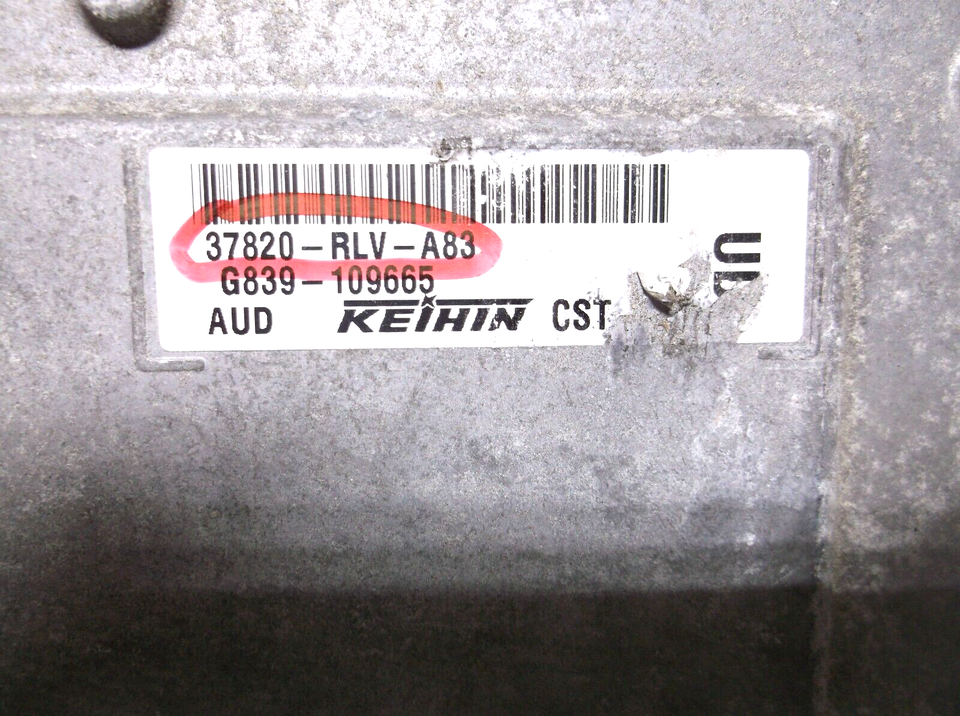 37820-RLV-A83
G839-109665
AUD KEIHIN CST